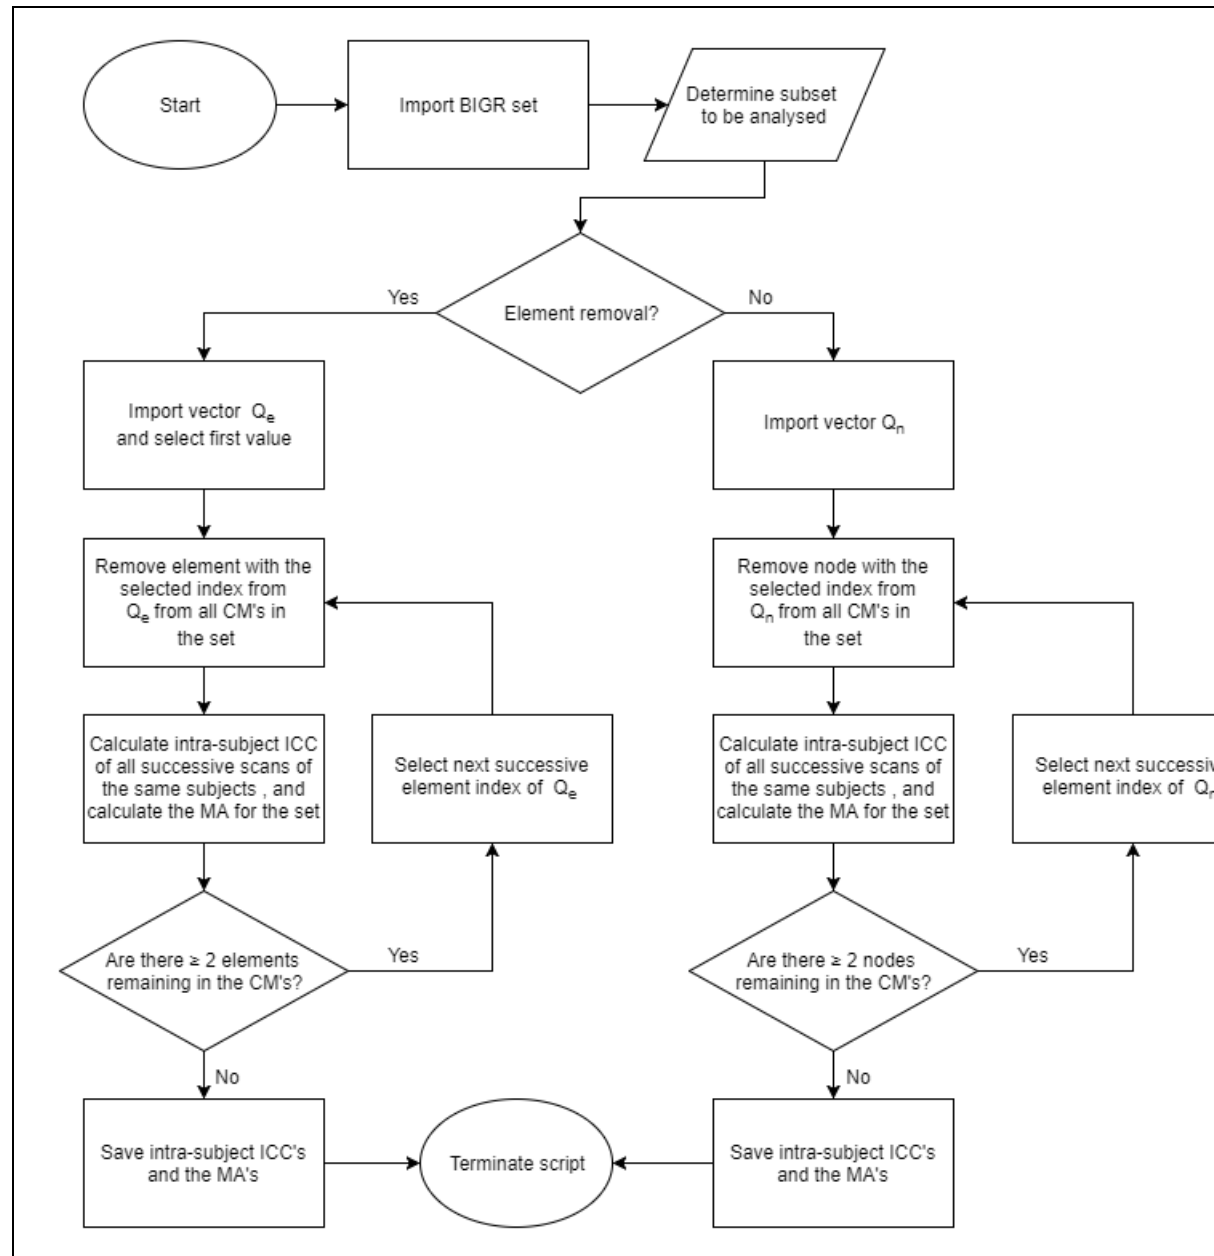 Start
Import BIGR set
Determine subset
to be analysed
Element removal?
Yes
No
Import vector Qe
and select first value
Import vector Qn
Remove element with the
selected index from
Qe from all CM's in
the set
Remove node with the
selected index from
Qn from all CM's in
the set
Calculate intra-subject ICC
of all successive scans of
the same subjects , and
calculate the MA for the set
Select next successive
element index of Qe
Calculate intra-subject ICC
of all successive scans of
the same subjects , and
calculate the MA for the set
Select next successiv
element index of Qn
Are there ≥ 2 elements
remaining in the CM's?
Yes
Are there ≥ 2 nodes
remaining in the CM's?
Yes
No
No
Save intra-subject ICC's
and the MA's
Terminate script
Save intra-subject ICC's
and the MA's